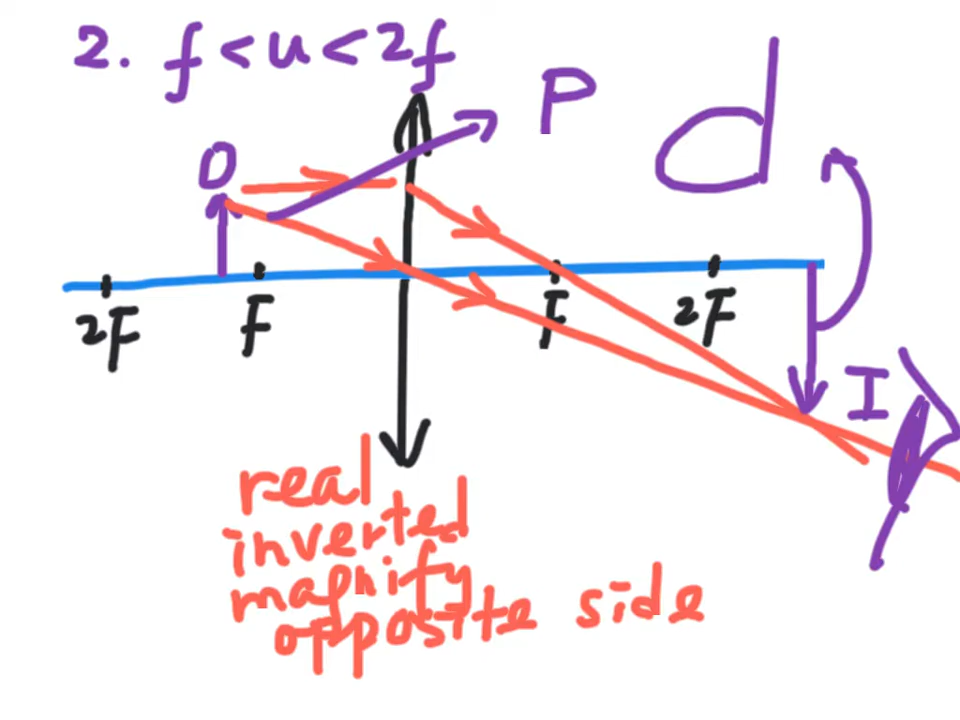 2. f < u < 2f
P
d
O
2F
F
F
2F
I
real
inverted
magnify
opposite side